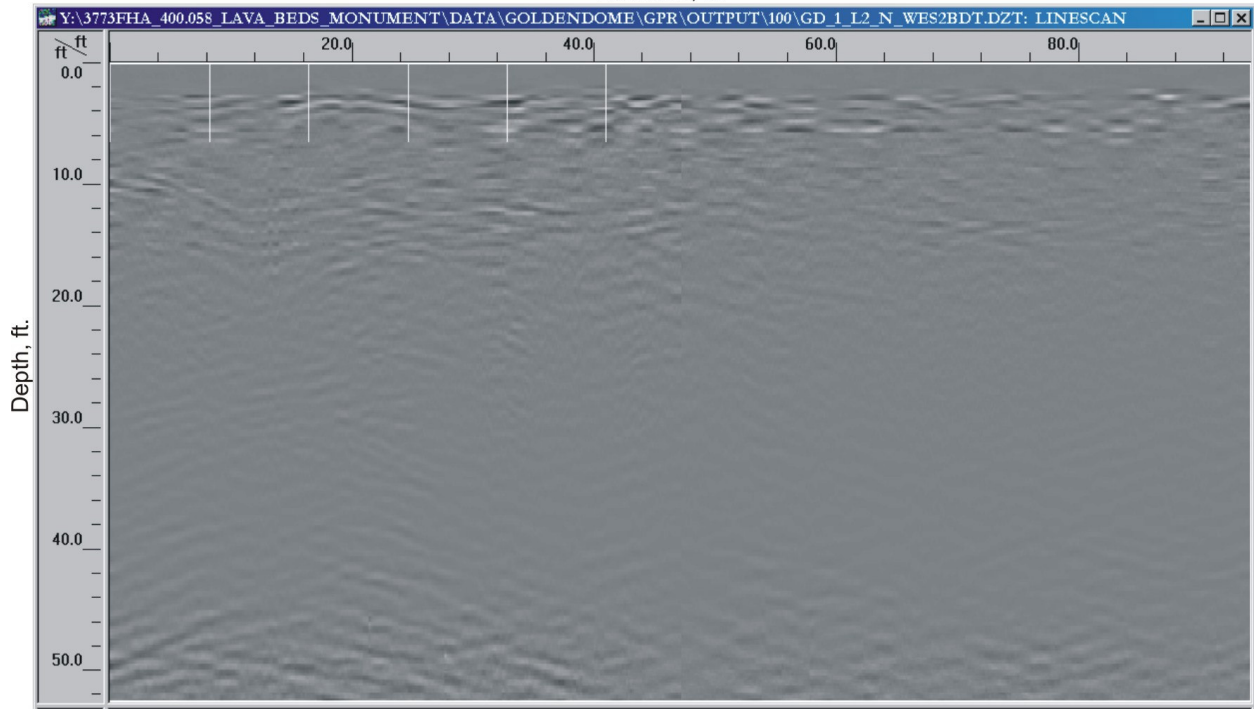 Y:\3773FHA_400.058_LAVA_BEDS_MONUMENT\DATA\GOLDENDOME\GPR\OUTPUT\100\GD_1_L2_N_WES2BDT.DZT: LINESCAN
ft ft
20.0 40.0 60.0 80.0
0.0
10.0
20.0
Depth, ft.
30.0
40.0
50.0